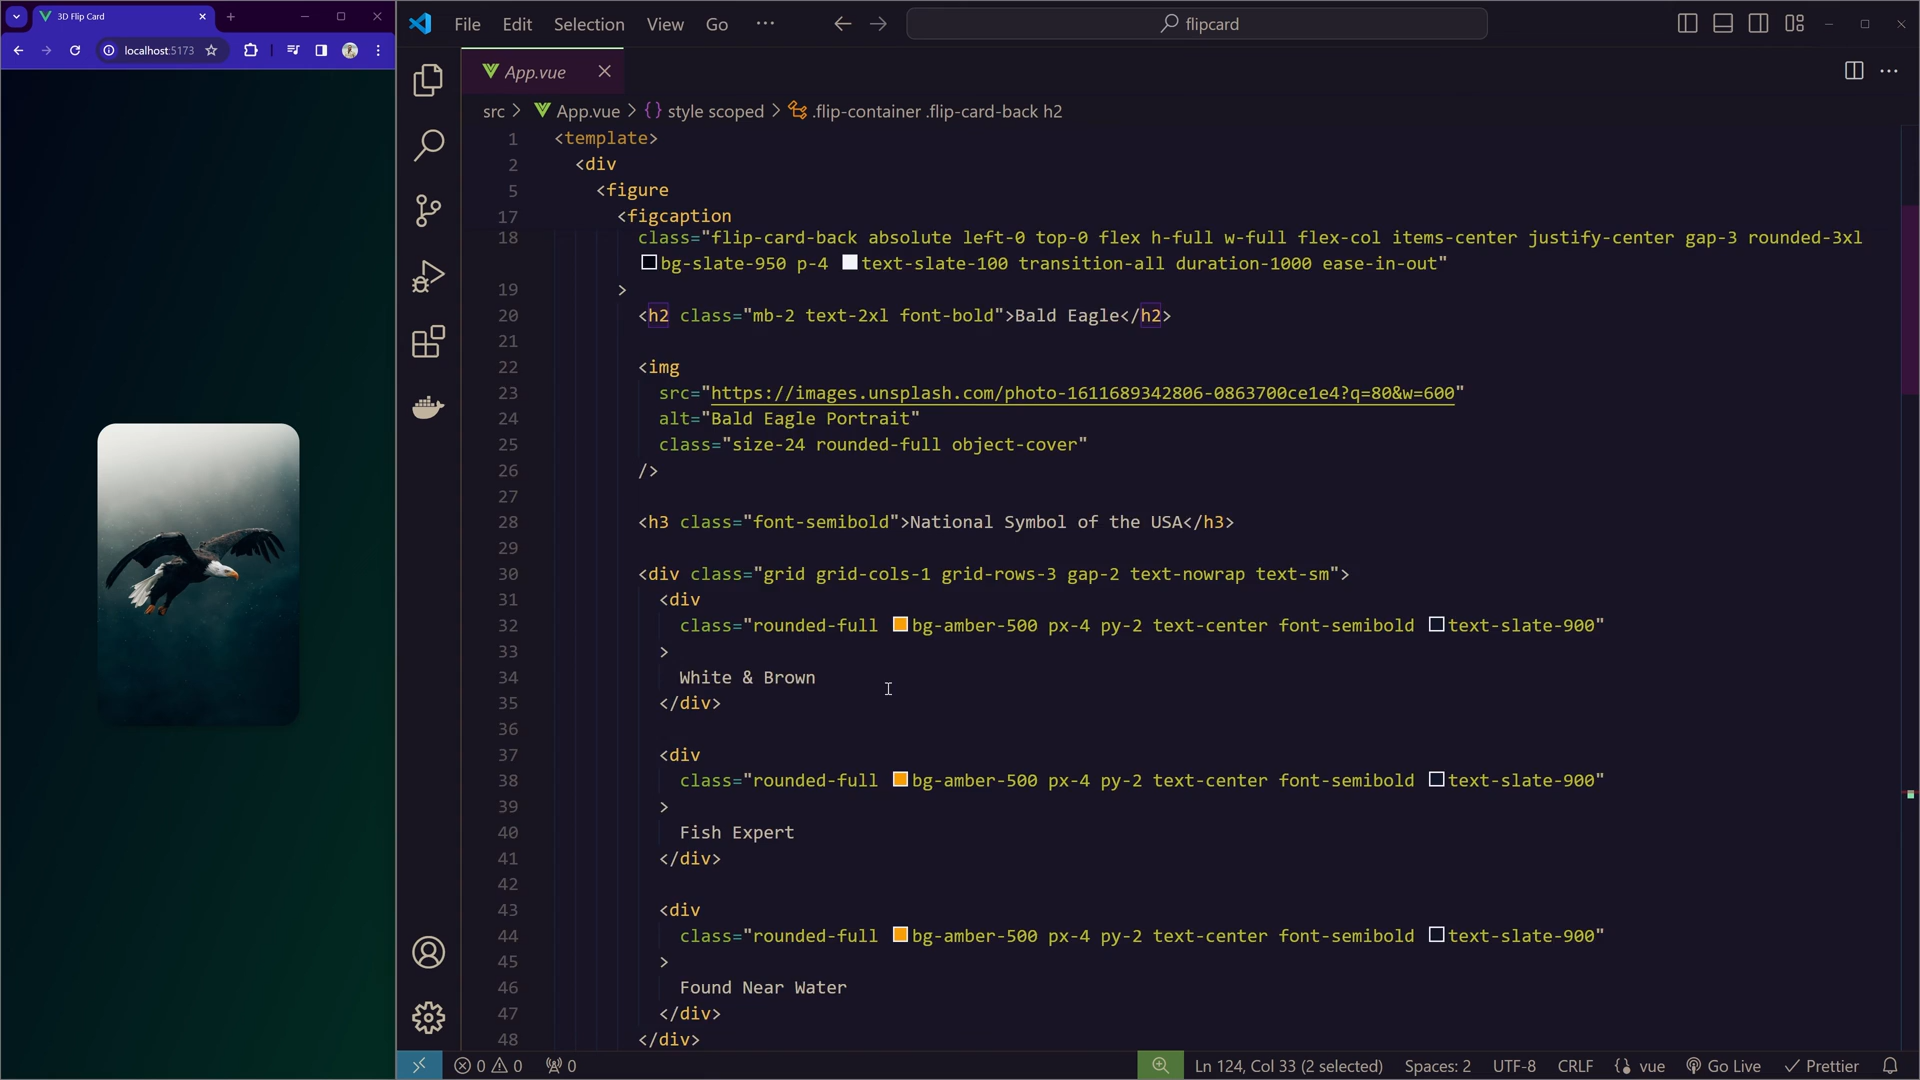 3D Flip Card
localhost:5173
File Edit Selection View Go ···
flipcard
App.vue
src > App.vue > {} style scoped > .flip-container .flip-card-back h2
1 <template>
2 <div
5 <figure
17 <figcaption
18 class="flip-card-back absolute left-0 top-0 flex h-full w-full flex-col items-center justify-center gap-3 rounded-3xl
bg-slate-950 p-4 text-slate-100 transition-all duration-1000 ease-in-out"
19 >
20 <h2 class="mb-2 text-2xl font-bold">Bald Eagle</h2>
21
22 <img
23 src="https://images.unsplash.com/photo-1611689342806-0863700ce1e4?q=80&w=600"
24 alt="Bald Eagle Portrait"
25 class="size-24 rounded-full object-cover"
26 />
27
28 <h3 class="font-semibold">National Symbol of the USA</h3>
29
30 <div class="grid grid-cols-1 grid-rows-3 gap-2 text-nowrap text-sm">
31 <div
32 class="rounded-full bg-amber-500 px-4 py-2 text-center font-semibold text-slate-900"
33 >
34 White & Brown
35 </div>
36
37 <div
38 class="rounded-full bg-amber-500 px-4 py-2 text-center font-semibold text-slate-900"
39 >
40 Fish Expert
41 </div>
42
43 <div
44 class="rounded-full bg-amber-500 px-4 py-2 text-center font-semibold text-slate-900"
45 >
46 Found Near Water
47 </div>
48 </div>
0 0 0 Ln 124, Col 33 (2 selected) Spaces: 2 UTF-8 CRLF {} vue Go Live Prettier